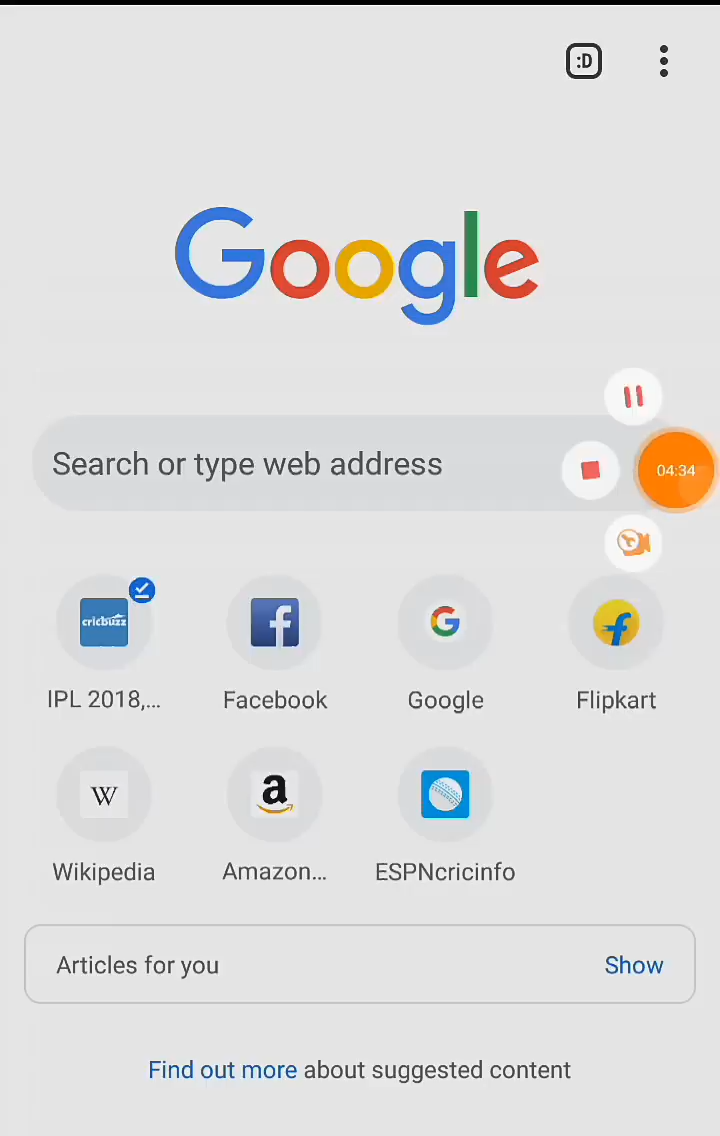 :D
Google
Search or type web address
04:34
cricbuzz
IPL 2018,...
Facebook
Google
Flipkart
W
Wikipedia
a
Amazon...
ESPNcricinfo
Articles for you
Show
Find out more about suggested content